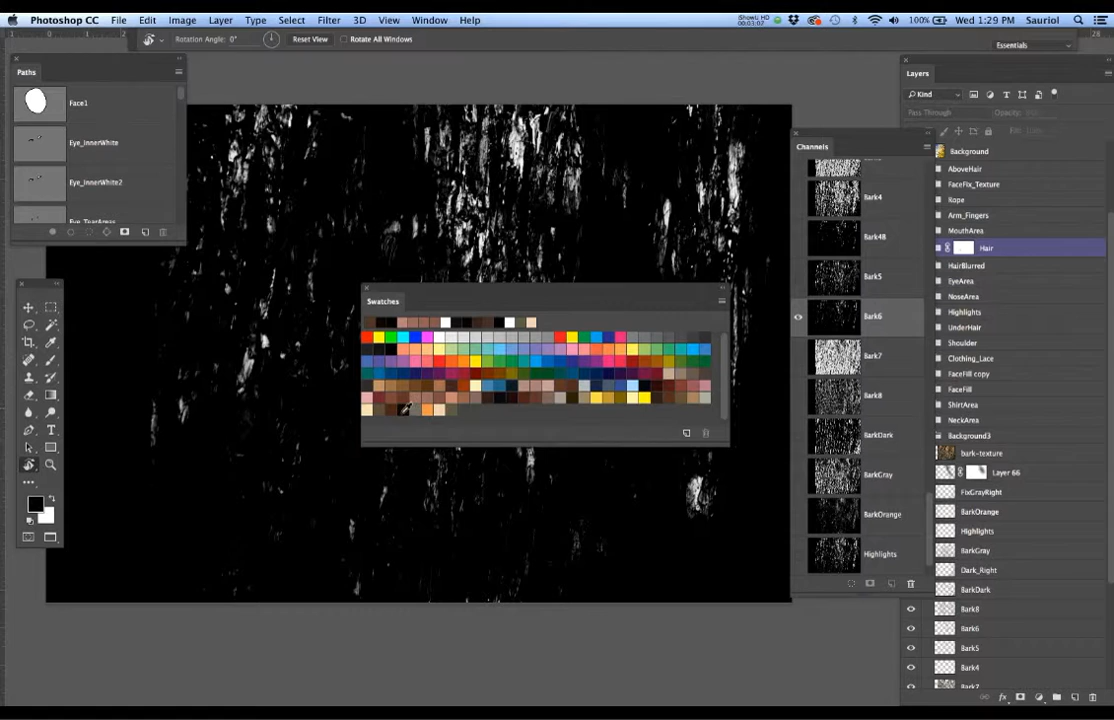 Photoshop CC File Edit Image Layer Type Select Filter 3D View Window Help
100% Wed 1:29 PM Sauriol
Rotation Angle: 0° Reset View Rotate All Windows
Essentials
Paths
Face1
Eye_InnerWhite
Eye_InnerWhite2
Eye_TearAreas
Swatches
Channels
Bark4
Bark4B
Bark5
Bark6
Bark7
Bark8
BarkDark
BarkGray
BarkOrange
Highlights
Layers
Kind
Pass Through Opacity:
Fill:
Background
AboveHair
FaceFix_Texture
Rope
Arm_Fingers
MouthArea
Hair
HairBlurred
EyeArea
NoseArea
Highlights
UnderHair
Shoulder
Clothing_Lace
FaceFill copy
FaceFill
ShirtArea
NeckArea
Background3
bark-texture
Layer 66
FixGrayRight
BarkOrange
Highlights
BarkGray
Dark_Right
BarkDark
Bark8
Bark6
Bark5
Bark4
Bark7